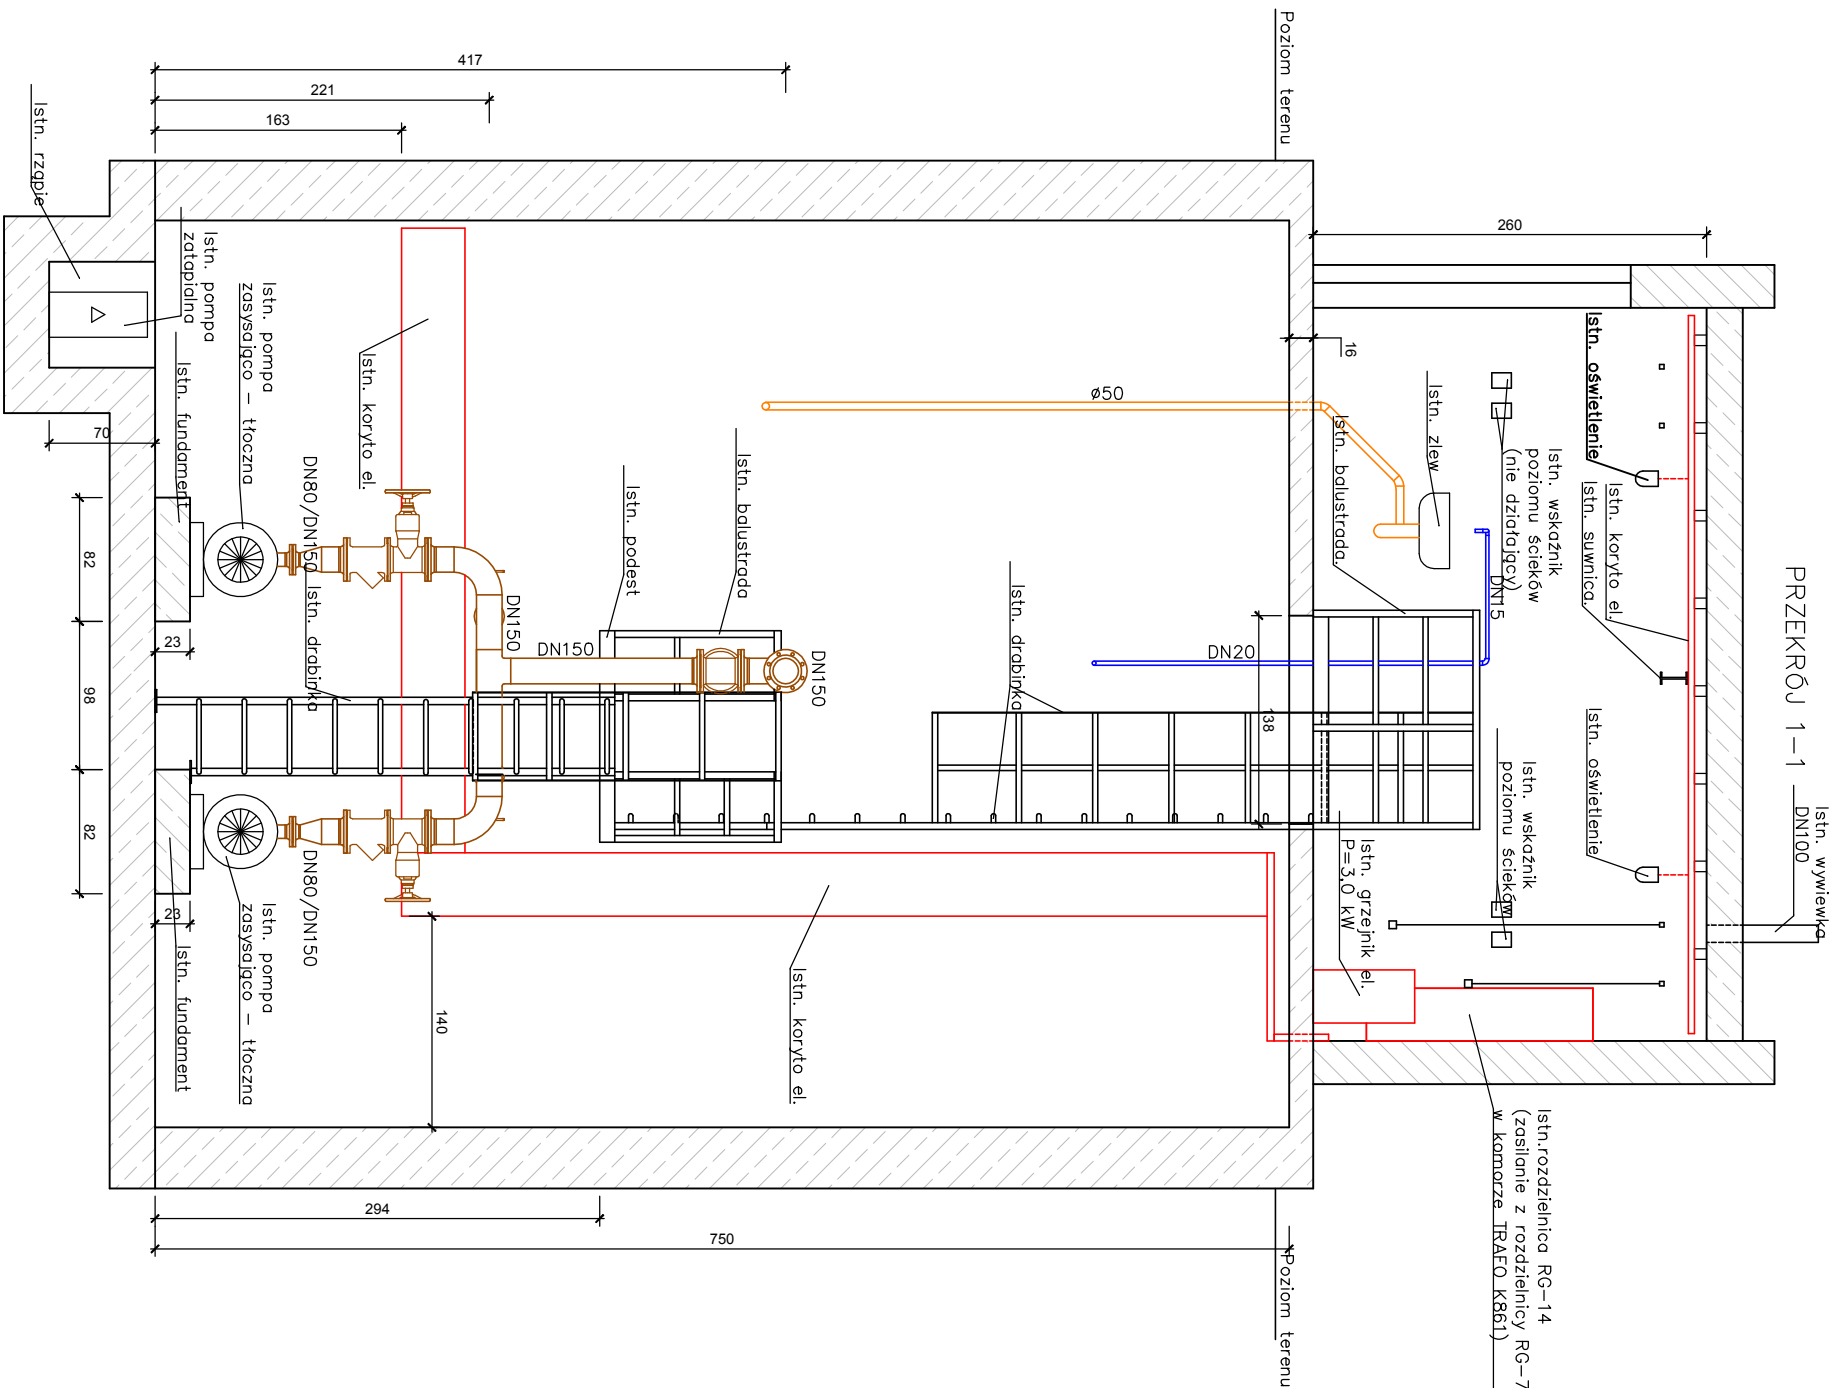 PRZEKRÓJ 1-1
Istn. wywiewka
DN100
Istn. oświetlenie
Istn. koryto el.
Istn. suwnica.
Istn. oświetlenie
Istn. wskaźnik
poziomu ścieków
(nie działający)
Istn. wskaźnik
poziomu ścieków
Istn.rozdzielnica RG-14
(zasilanie z rozdzielnicy RG-7
w komorze TRAFO K861)
Istn. zlew
DN15
Istn. balustrada.
Istn. grzejnik el.
P=3,0 kW
260
16
138
Poziom terenu
Poziom terenu
ø50
DN20
Istn. drabinka
DN150
Istn. balustrada
Istn. podest
DN150
DN150
Istn. koryto el.
Istn. koryto el.
140
417
221
163
294
750
Istn. drabinka
DN80/DN150
DN80/DN150
Istn. pompa
zasysająco - tłoczna
Istn. pompa
zasysająco - tłoczna
Istn. pompa
zatapialna
Istn. fundament
Istn. fundament
Istn. rząpie
70
23
23
82
98
82